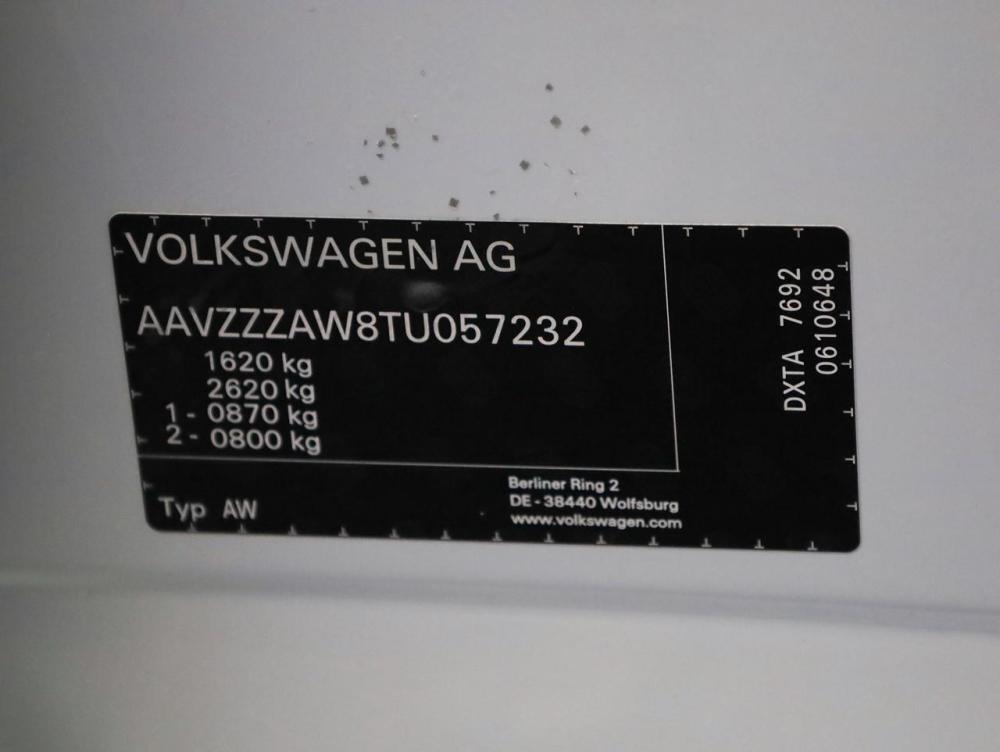 VOLKSWAGEN AG
AAVZZZAW8TU057232
1620 kg
2620 kg
1 - 0870 kg
2 - 0800 kg
Typ AW
Berliner Ring 2
DE - 38440 Wolfsburg
www.volkswagen.com
DXTA 7692
0610648